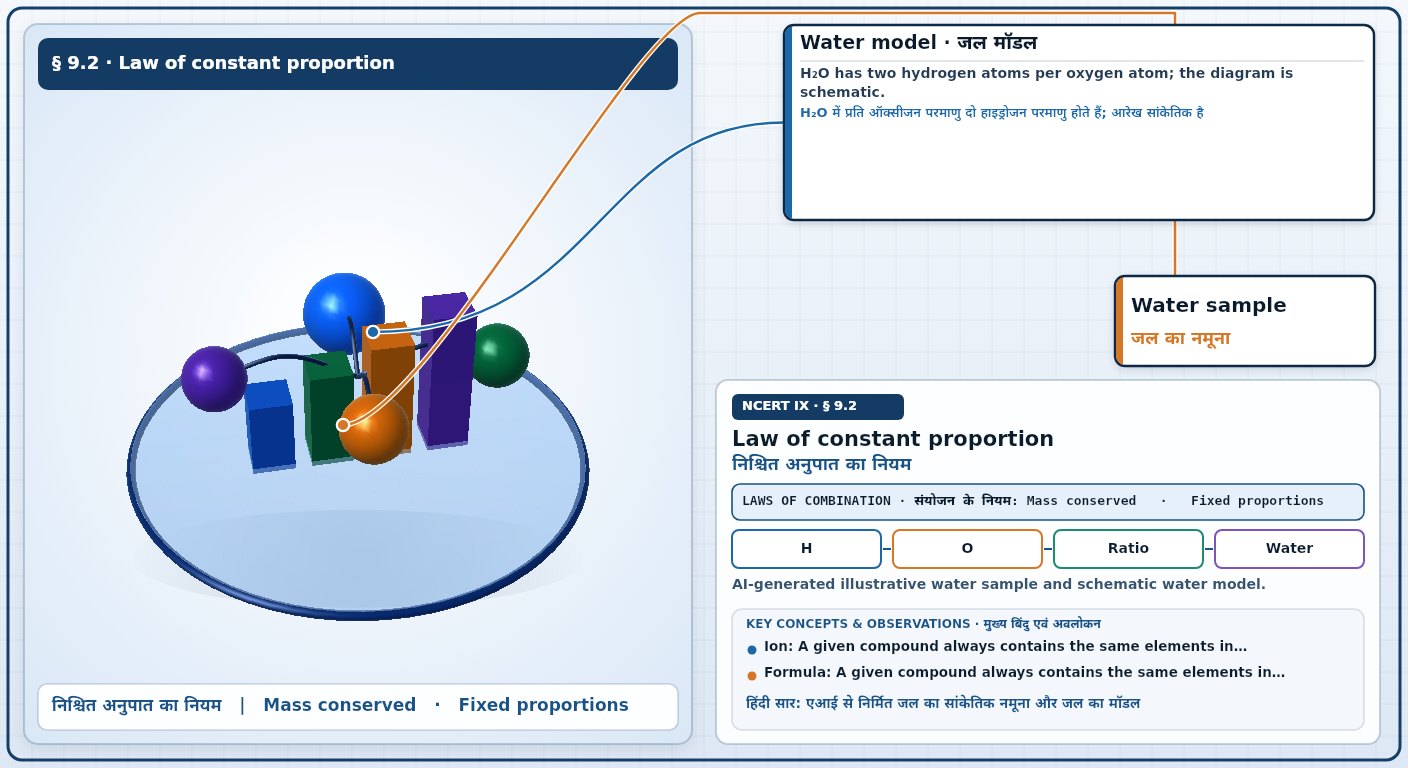 § 9.2 · Law of constant proportion
निश्चित अनुपात का नियम | Mass conserved · Fixed proportions
Water model · जल मॉडल
H₂O has two hydrogen atoms per oxygen atom; the diagram is
schematic.
H₂O में प्रति ऑक्सीजन परमाणु दो हाइड्रोजन परमाणु होते हैं; आरेख सांकेतिक है
Water sample
जल का नमूना
NCERT IX · § 9.2
Law of constant proportion
निश्चित अनुपात का नियम
LAWS OF COMBINATION · संयोजन के नियम: Mass conserved · Fixed proportions
H O Ratio Water
AI-generated illustrative water sample and schematic water model.
KEY CONCEPTS & OBSERVATIONS · मुख्य बिंदु एवं अवलोकन
Ion: A given compound always contains the same elements in…
Formula: A given compound always contains the same elements in…
हिंदी सार: एआई से निर्मित जल का सांकेतिक नमूना और जल का मॉडल